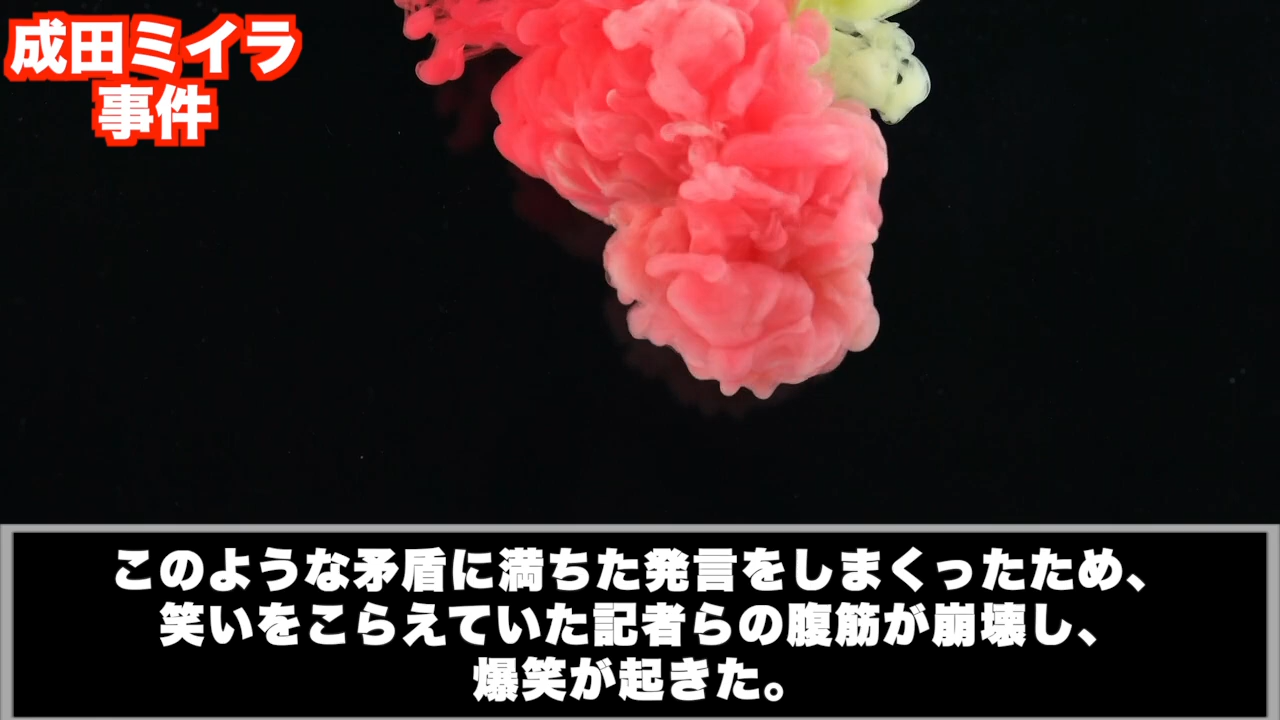 成田ミイラ
事件
このような矛盾に満ちた発言をしまくったため、
笑いをこらえていた記者らの腹筋が崩壊し、
爆笑が起きた。